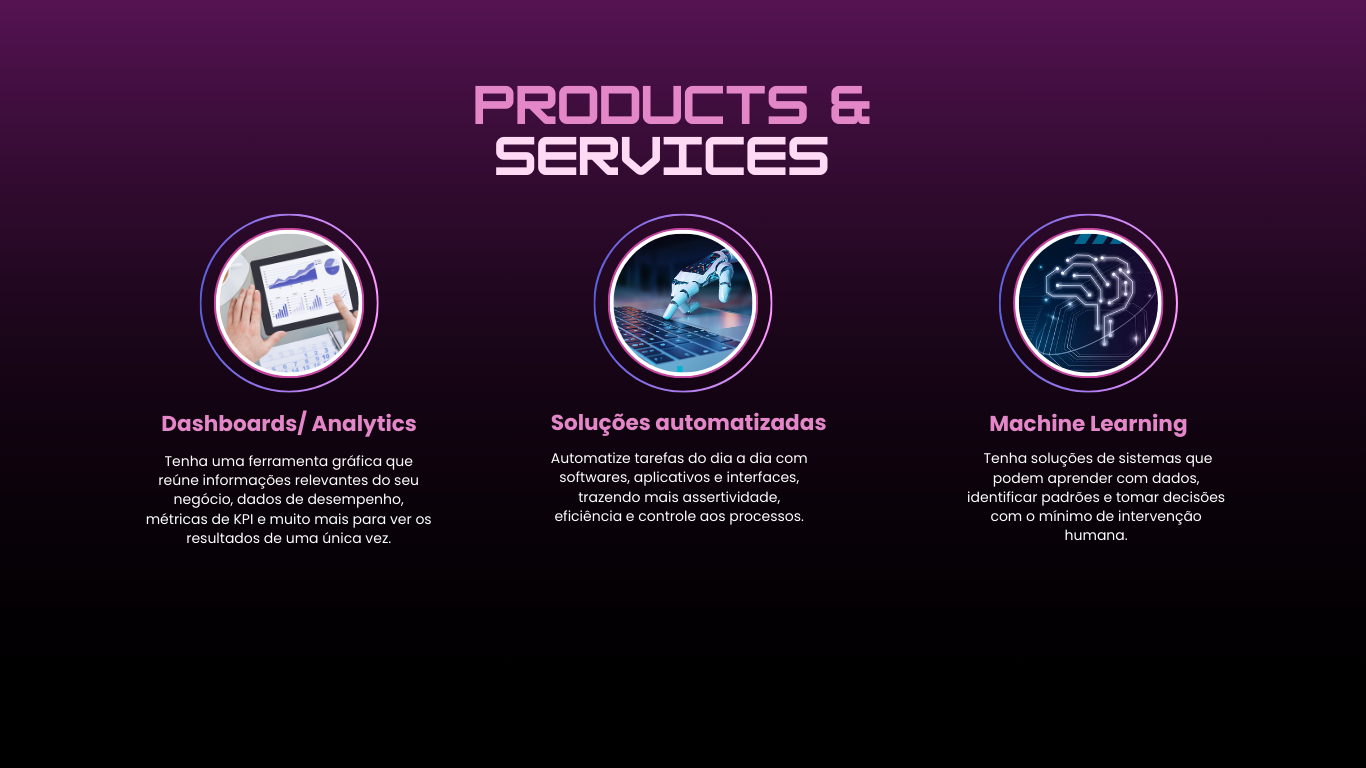 PRODUCTS &
SERVICES
Dashboards/ Analytics
Tenha uma ferramenta gráfica que
reúne informações relevantes do seu
negócio, dados de desempenho,
métricas de KPI e muito mais para ver os
resultados de uma única vez.
Soluções automatizadas
Automatize tarefas do dia a dia com
softwares, aplicativos e interfaces,
trazendo mais assertividade,
eficiência e controle aos processos.
Machine Learning
Tenha soluções de sistemas que
podem aprender com dados,
identificar padrões e tomar decisões
com o mínimo de intervenção
humana.